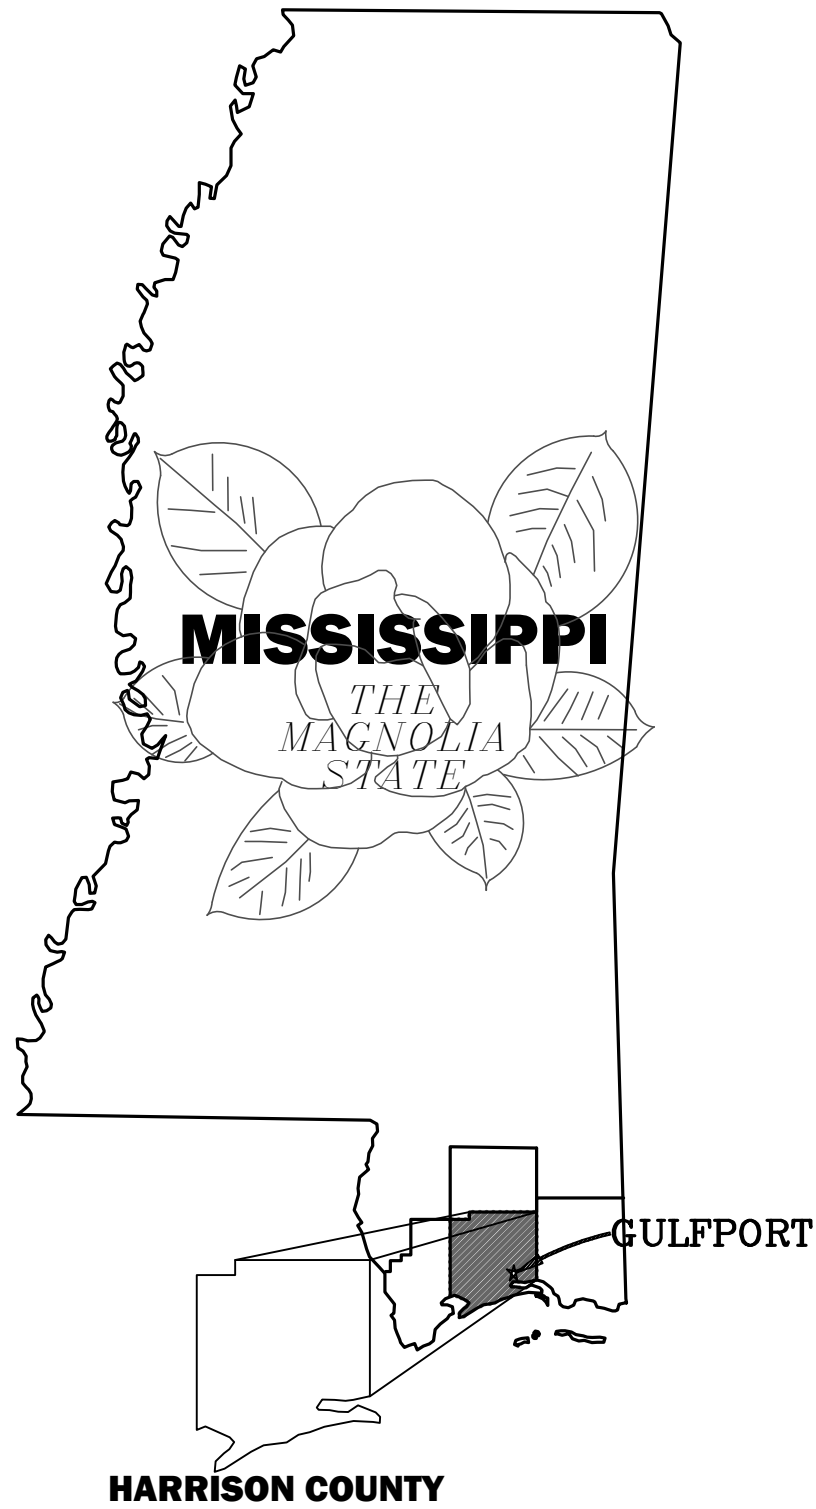 MISSISSIPPI
THE
MAGNOLIA
STATE
GULFPORT
HARRISON COUNTY